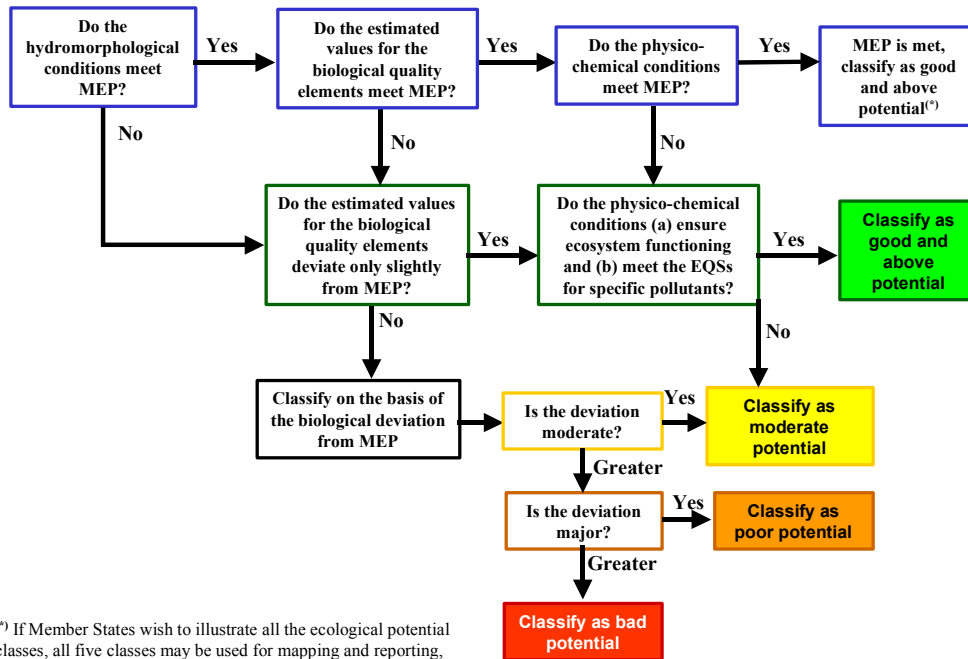 Do the
hydromorphological
conditions meet
MEP?
Yes
Do the estimated
values for the
biological quality
elements meet MEP?
Yes
Do the physico-
chemical conditions
meet MEP?
Yes
MEP is met,
classify as good
and above
potential(*)
No
No
No
Do the estimated values
for the biological
quality elements
deviate only slightly
from MEP?
Yes
Do the physico-chemical
conditions (a) ensure
ecosystem functioning
and (b) meet the EQSs
for specific pollutants?
Yes
Classify as
good and
above
potential
No
No
Classify on the basis of
the biological deviation
from MEP
Is the deviation
moderate?
Yes
Classify as
moderate
potential
Greater
Is the deviation
major?
Yes
Classify as
poor potential
Greater
Classify as bad
potential
*) If Member States wish to illustrate all the ecological potential
classes, all five classes may be used for mapping and reporting,